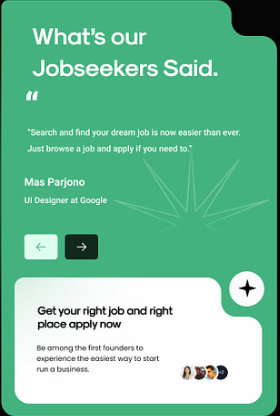 What's our
Jobseekers Said.
“
“Search and find your dream job is now easier than ever.
Just browse a job and apply if you need to.”
Mas Parjono
UI Designer at Google
Get your right job and right
place apply now
Be among the first founders to
experience the easiest way to start
run a business.
+2